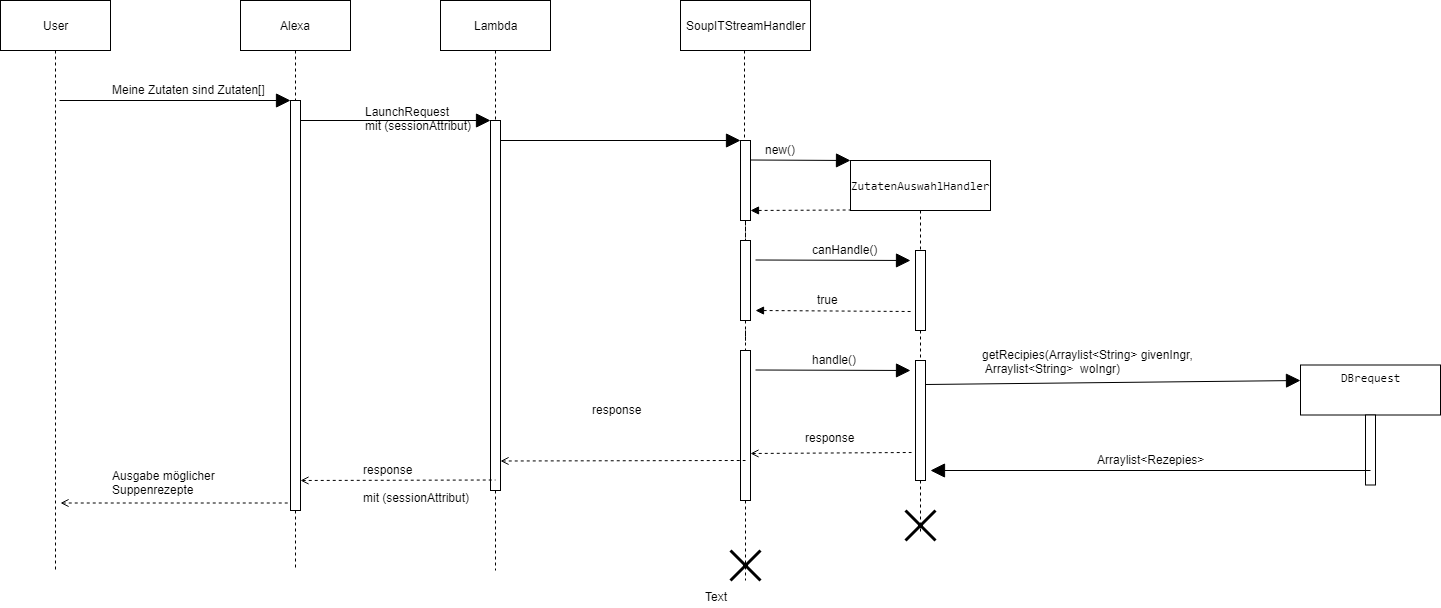 User
Alexa
Lambda
SoupITStreamHandler
Meine Zutaten sind Zutaten[]
LaunchRequest
mit (sessionAttribut)
new()
ZutatenAuswahlHandler
canHandle()
true
handle()
getRecipies(Arraylist<String> givenIngr,
Arraylist<String> woIngr)
DBrequest
response
response
Arraylist<Rezepies>
response
mit (sessionAttribut)
Ausgabe möglicher
Suppenrezepte
Text